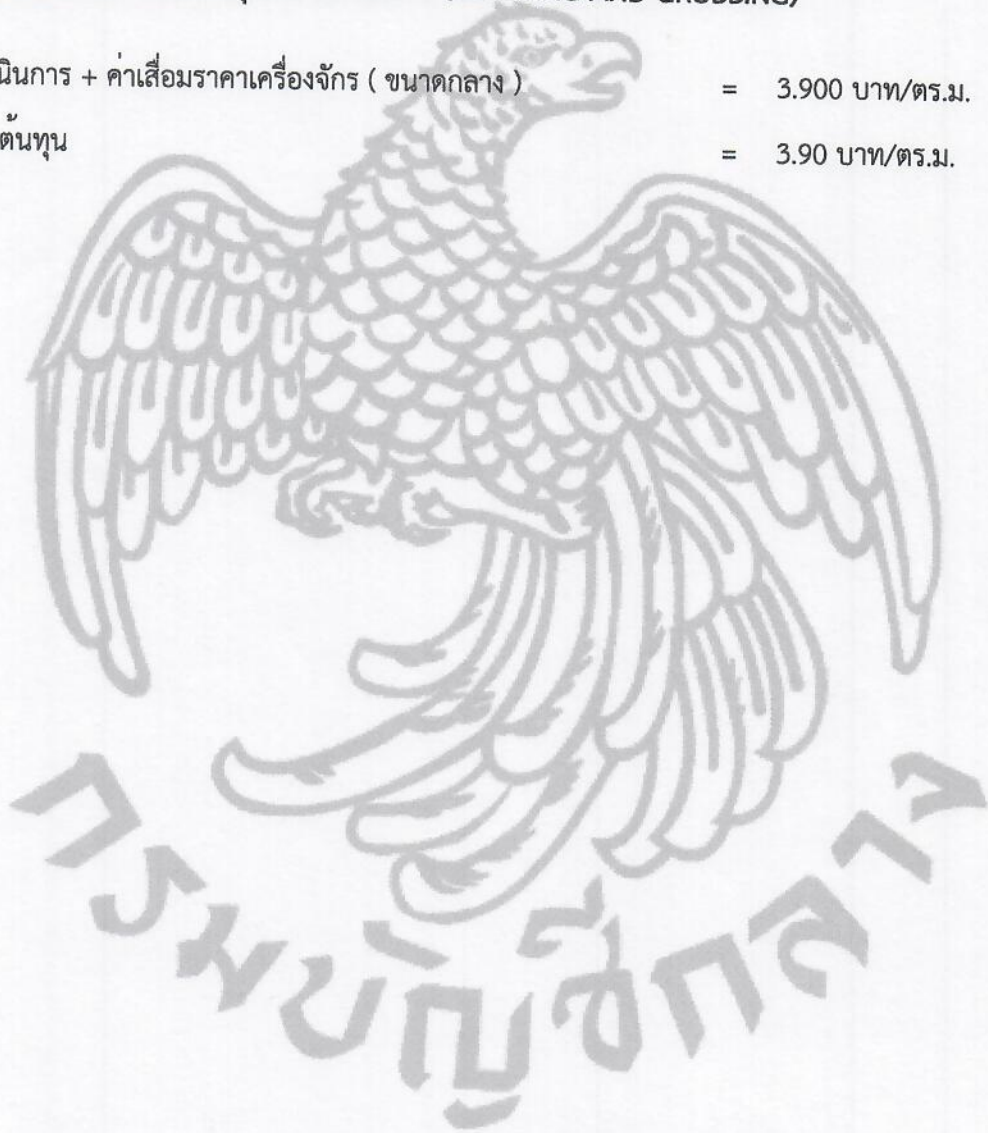 นินการ + ค่าเสื่อมราคาเครื่องจักร ( ขนาดกลาง ) = 3.900 บาท/ตร.ม.
ต้นทุน = 3.90 บาท/ตร.ม.
กรมบัญชีกลาง